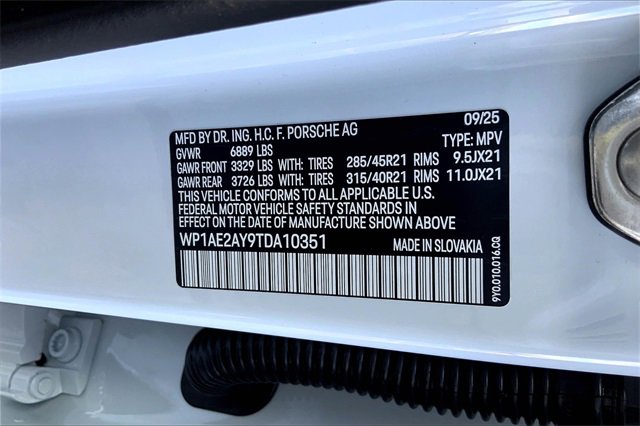 09/25
MFD BY DR. ING. H.C. F. PORSCHE AG
GVWR 6889 LBS TYPE: MPV
GAWR FRONT 3329 LBS WITH: TIRES 285/45R21 RIMS 9.5JX21
GAWR REAR 3726 LBS WITH: TIRES 315/40R21 RIMS 11.0JX21
THIS VEHICLE CONFORMS TO ALL APPLICABLE U.S.
FEDERAL MOTOR VEHICLE SAFETY STANDARDS IN
EFFECT ON THE DATE OF MANUFACTURE SHOWN ABOVE
WP1AE2AY9TDA10351 MADE IN SLOVAKIA
9Y0.010.016.CQ